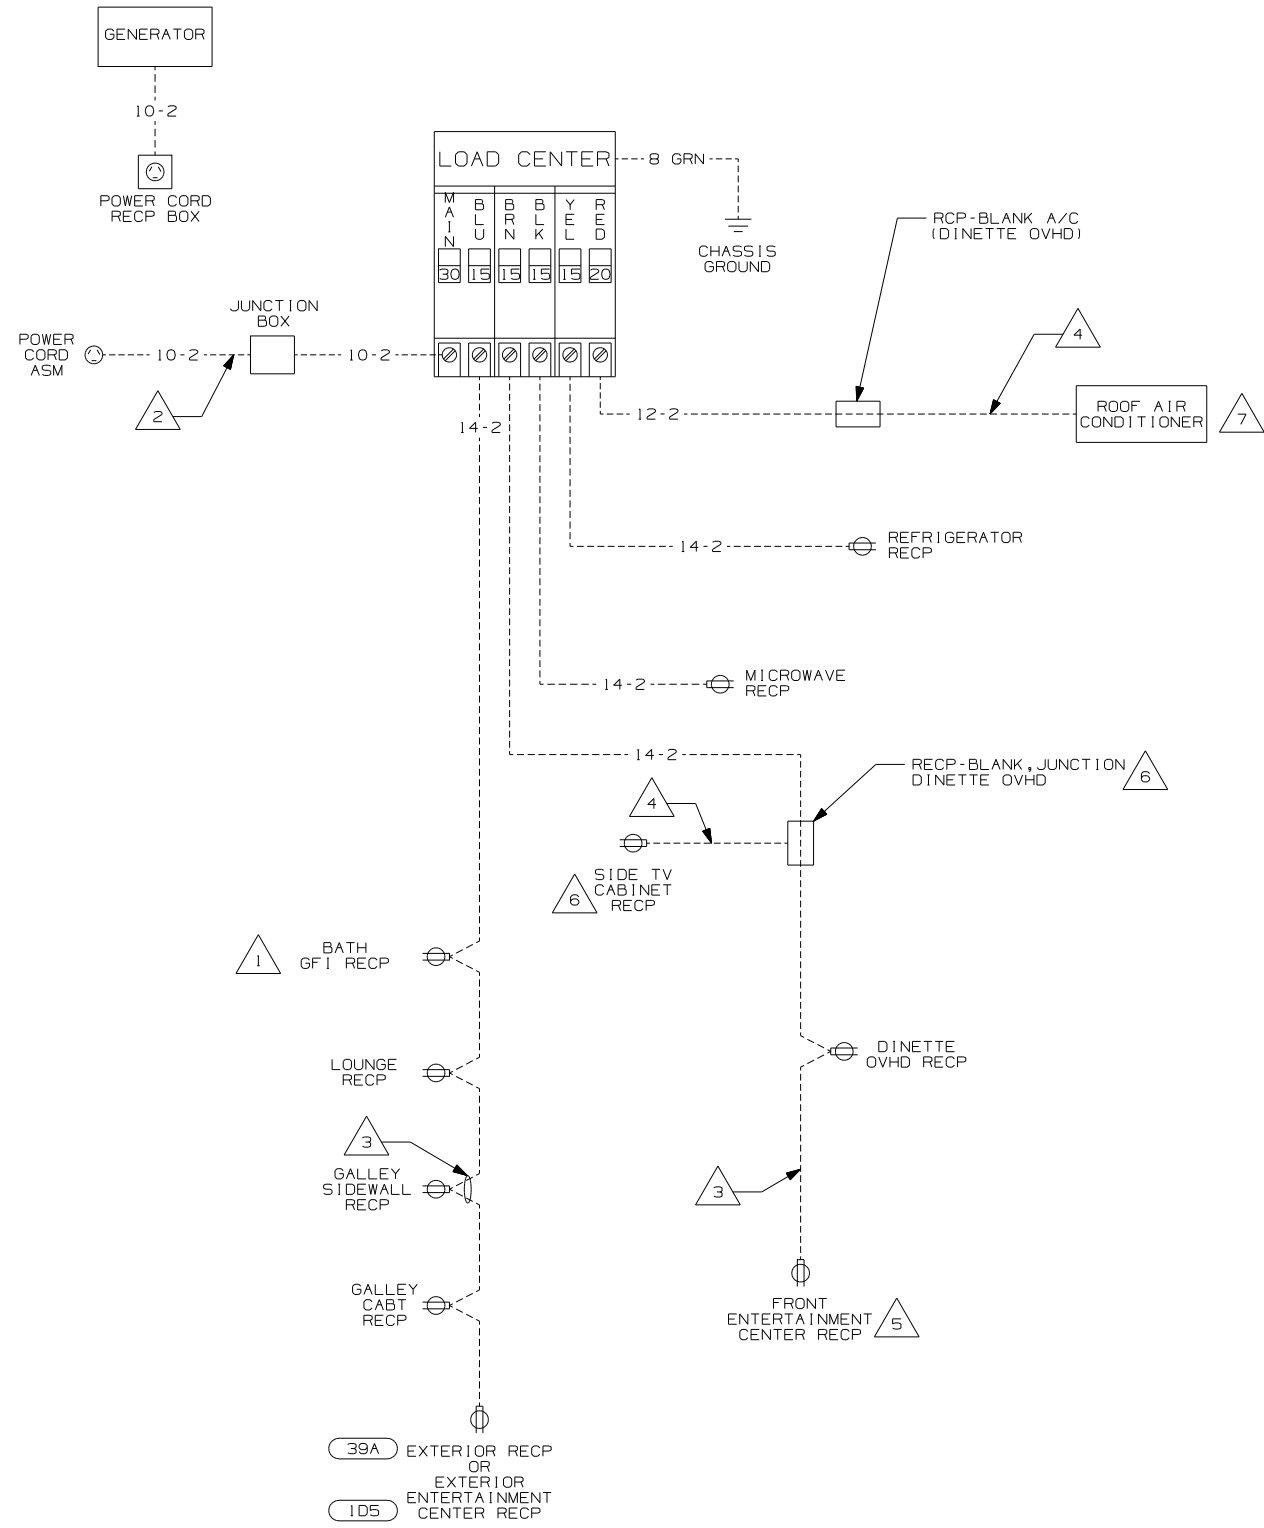 GENERATOR
10-2
POWER CORD
RECP BOX
LOAD CENTER
8 GRN
CHASSIS
GROUND
MAIN
BLU
BRN
BLK
YEL
RED
30
15
15
15
15
20
RCP-BLANK A/C
(DINETTE OVHD)
JUNCTION
BOX
POWER
CORD
ASM
10-2
10-2
2
4
12-2
ROOF AIR
CONDITIONER
7
14-2
14-2
REFRIGERATOR
RECP
14-2
MICROWAVE
RECP
14-2
RECP-BLANK,JUNCTION
DINETTE OVHD
6
4
SIDE TV
CABINET
RECP
6
1
BATH
GFI RECP
LOUNGE
RECP
DINETTE
OVHD RECP
3
GALLEY
SIDEWALL
RECP
3
GALLEY
CABT
RECP
FRONT
ENTERTAINMENT
CENTER RECP
5
39A
EXTERIOR RECP
OR
EXTERIOR
ENTERTAINMENT
CENTER RECP
1D5